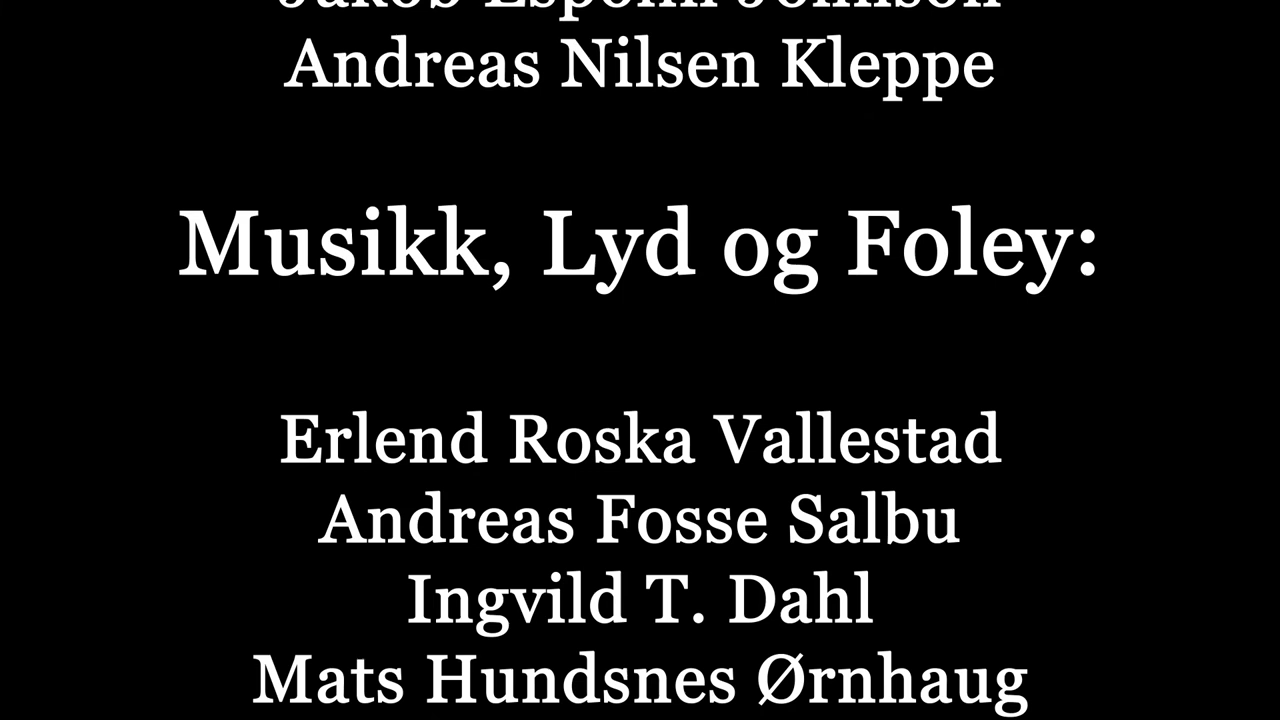 Andreas Nilsen Kleppe
Musikk, Lyd og Foley:
Erlend Roska Vallestad
Andreas Fosse Salbu
Ingvild T. Dahl
Mats Hundsnes Ørnhaug